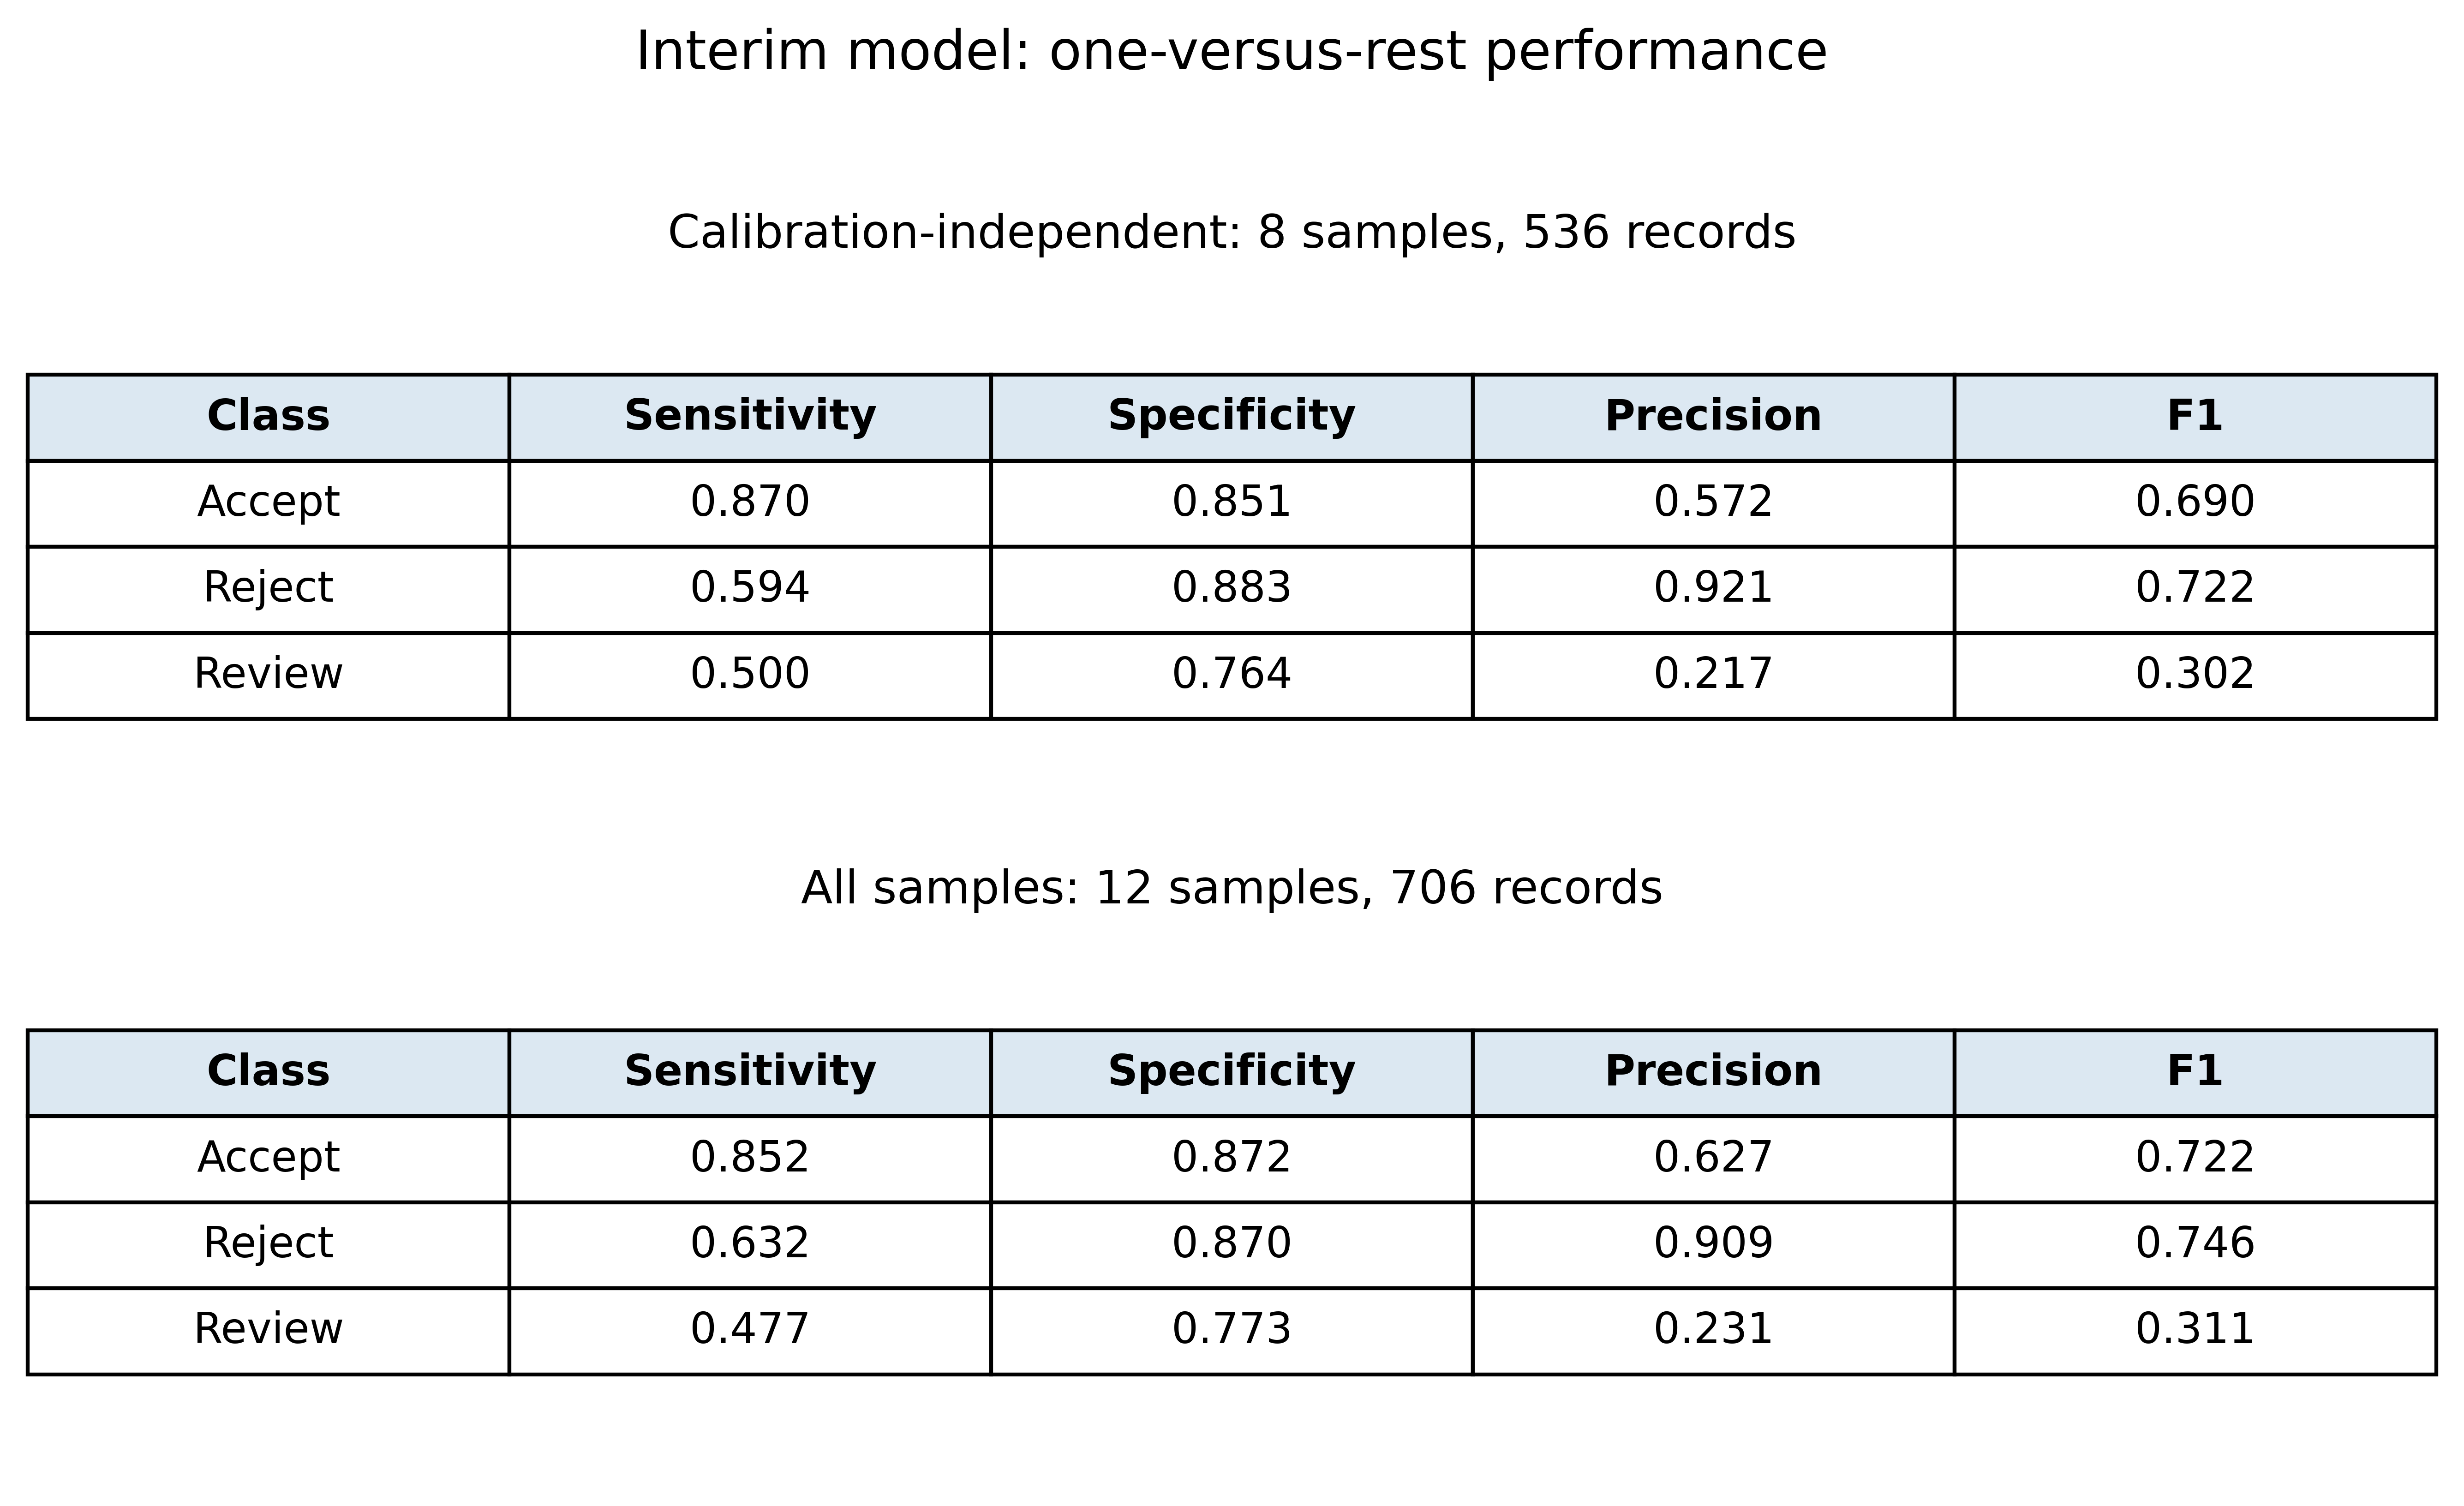 Interim model: one-versus-rest performance
Calibration-independent: 8 samples, 536 records
Class Sensitivity Specificity Precision F1
Accept 0.870 0.851 0.572 0.690
Reject 0.594 0.883 0.921 0.722
Review 0.500 0.764 0.217 0.302
All samples: 12 samples, 706 records
Class Sensitivity Specificity Precision F1
Accept 0.852 0.872 0.627 0.722
Reject 0.632 0.870 0.909 0.746
Review 0.477 0.773 0.231 0.311